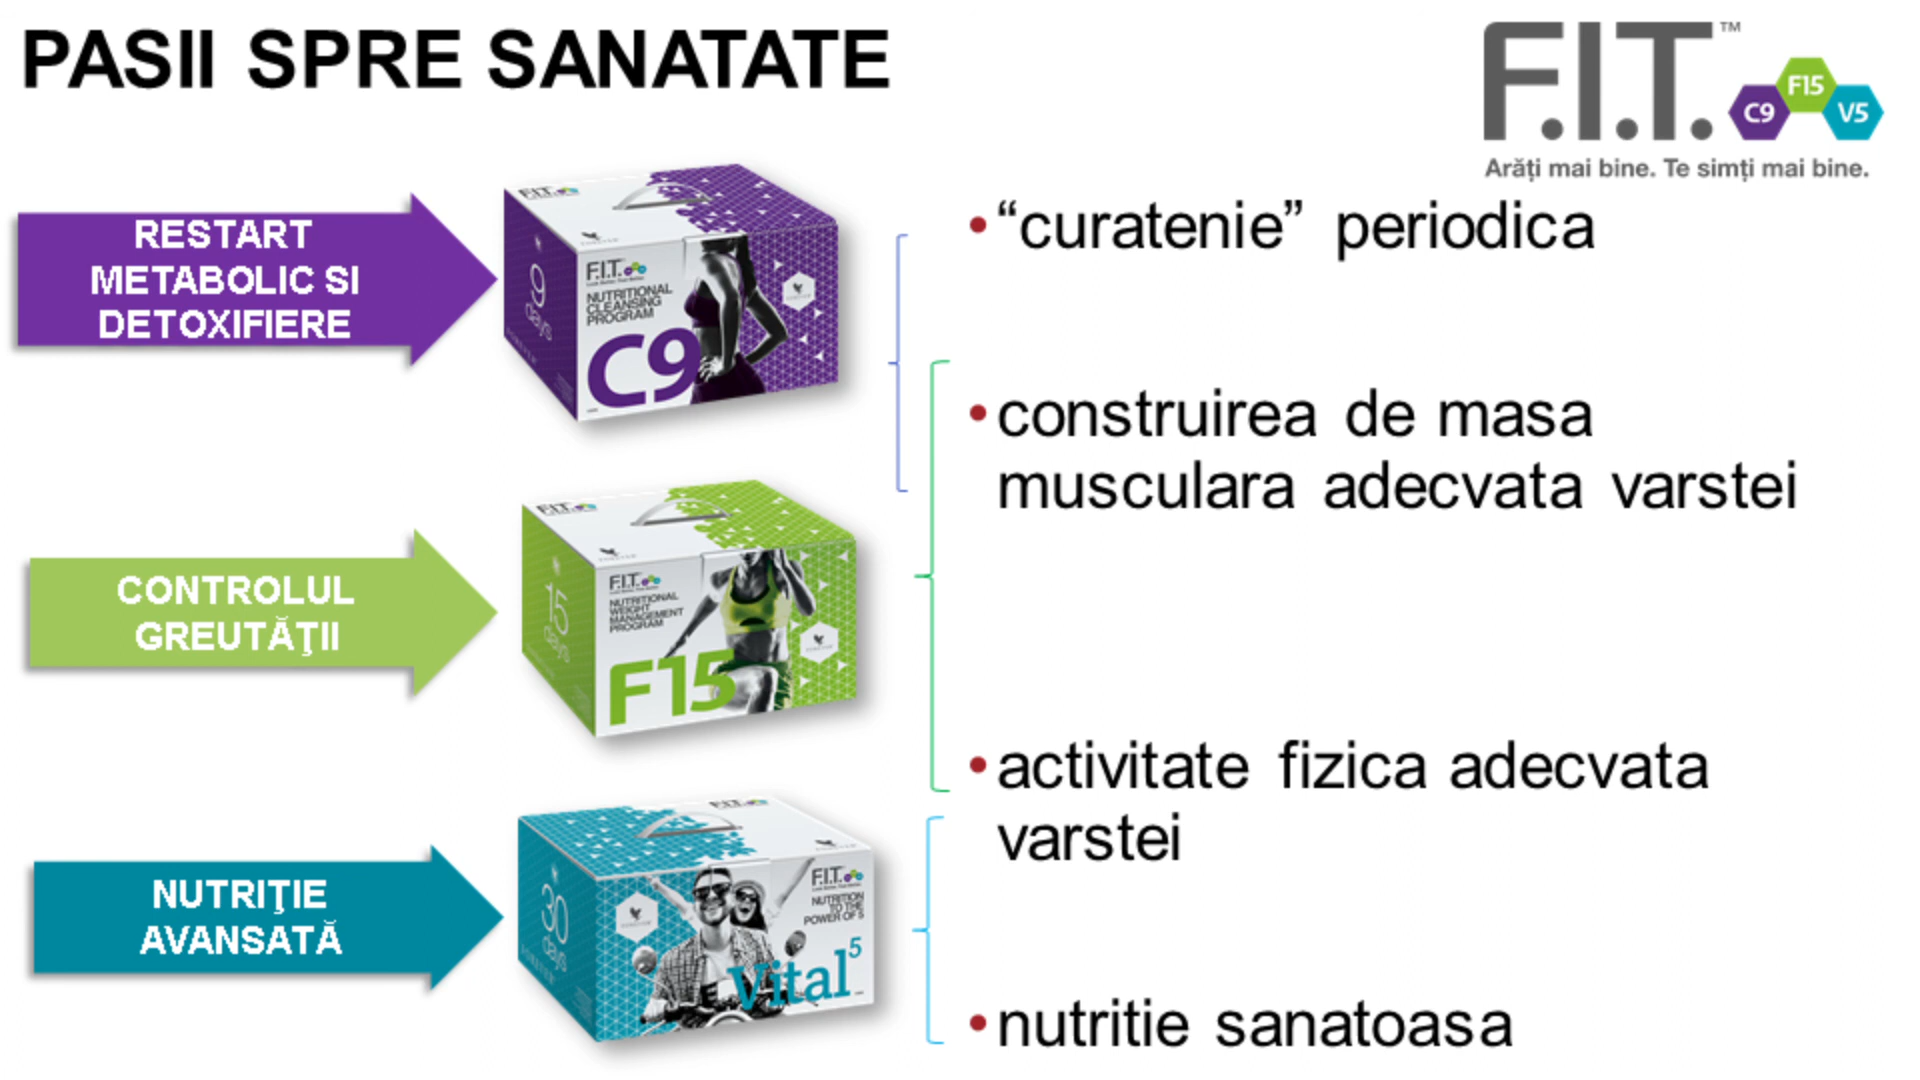 PASII SPRE SANATATE
F.I.T.™
C9
F15
V5
Arăți mai bine. Te simți mai bine.
RESTART
METABOLIC SI
DETOXIFIERE
F.I.T.
9
days
F.I.T.
NUTRITIONAL
CLEANSING
PROGRAM
C9
•“curatenie” periodica
•construirea de masa
musculara adecvata varstei
CONTROLUL
GREUTĂŢII
F.I.T.
15
days
F.I.T.
NUTRITIONAL
WEIGHT
MANAGEMENT
PROGRAM
F15
•activitate fizica adecvata
varstei
NUTRIŢIE
AVANSATĂ
F.I.T.
30
days
F.I.T.
NUTRITION
TO THE
POWER OF 5
Vital5
•nutritie sanatoasa